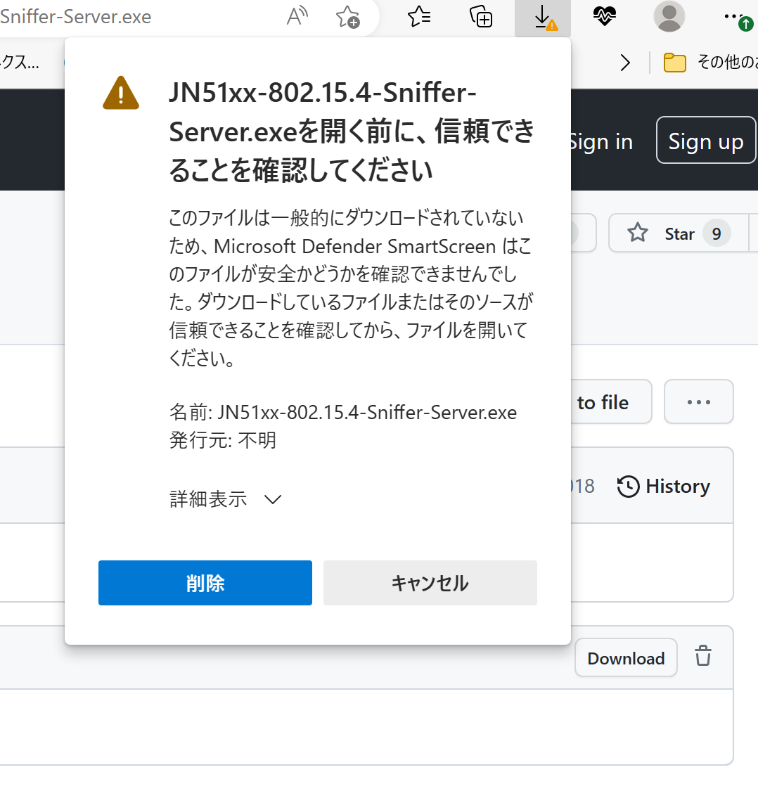 Sniffer-Server.exe
クス...
その他の
JN51xx-802.15.4-Sniffer-
Server.exeを開く前に、信頼でき
ることを確認してください
Sign in
Sign up
このファイルは一般的にダウンロードされていない
ため、Microsoft Defender SmartScreen はこ
のファイルが安全かどうかを確認できませんでし
た。ダウンロードしているファイルまたはそのソースが
信頼できることを確認してから、ファイルを開いて
ください。
Star 9
名前: JN51xx-802.15.4-Sniffer-Server.exe
発行元: 不明
to file
詳細表示
18
History
削除
キャンセル
Download